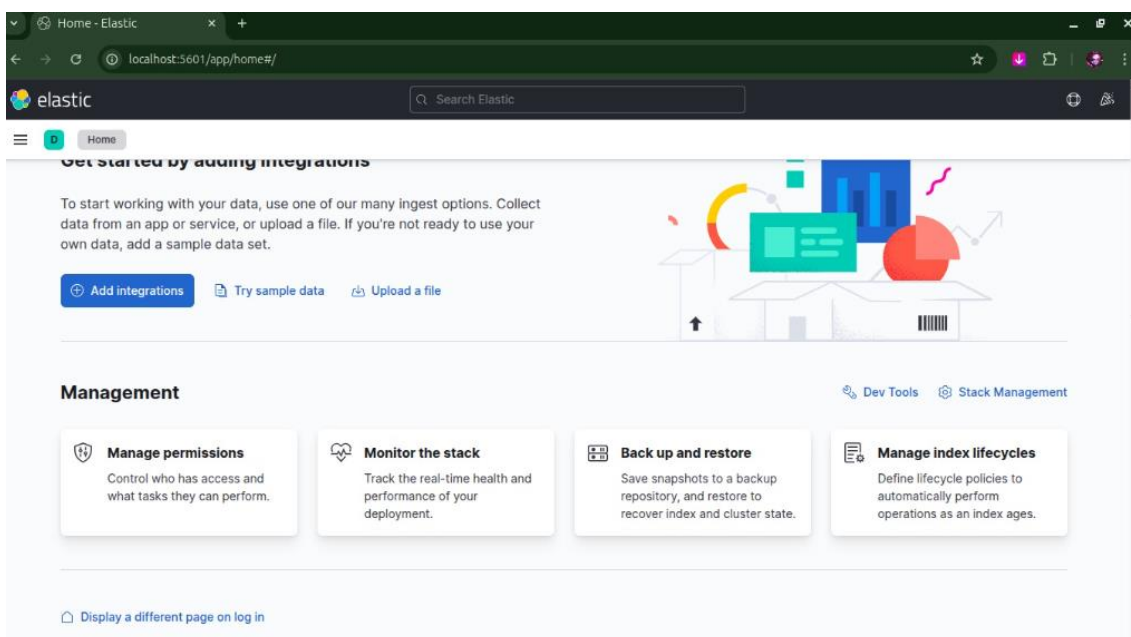 Home - Elastic
localhost:5601/app/home#/
elastic
Search Elastic
D
Home
Get started by adding integrations
To start working with your data, use one of our many ingest options. Collect
data from an app or service, or upload a file. If you're not ready to use your
own data, add a sample data set.
Add integrations
Try sample data
Upload a file
Management
Dev Tools
Stack Management
Manage permissions
Control who has access and
what tasks they can perform.
Monitor the stack
Track the real-time health and
performance of your
deployment.
Back up and restore
Save snapshots to a backup
repository, and restore to
recover index and cluster state.
Manage index lifecycles
Define lifecycle policies to
automatically perform
operations as an index ages.
Display a different page on log in